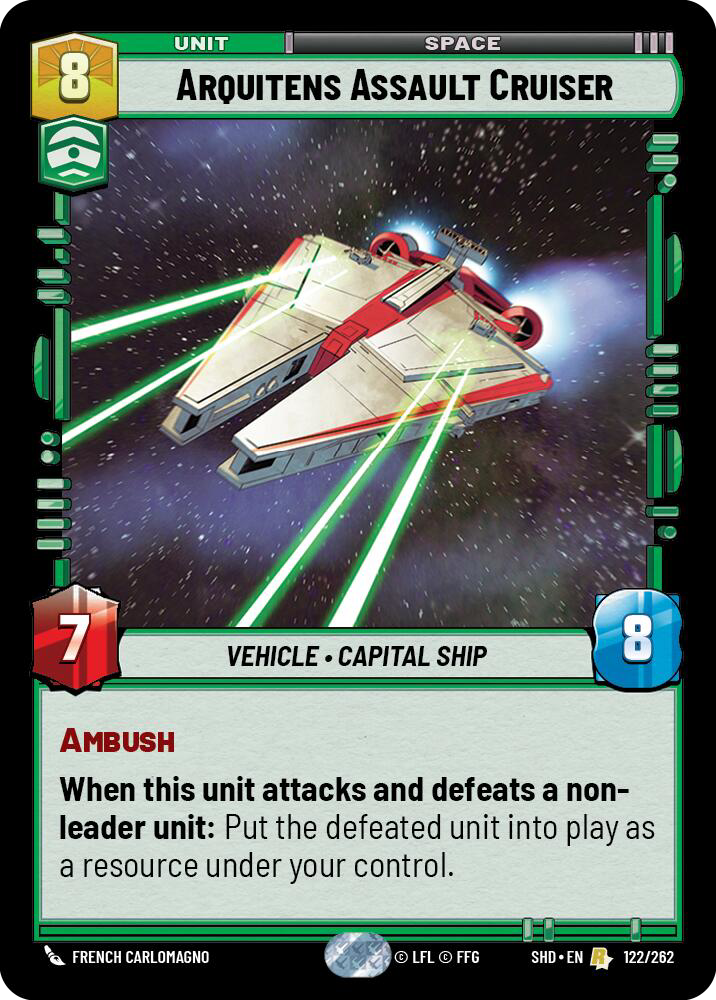 UNIT
SPACE
8
ARQUITENS ASSAULT CRUISER
7
VEHICLE • CAPITAL SHIP
8
AMBUSH
When this unit attacks and defeats a non-
leader unit: Put the defeated unit into play as
a resource under your control.
FRENCH CARLOMAGNO
© LFL © FFG
SHD • EN
R
122/262